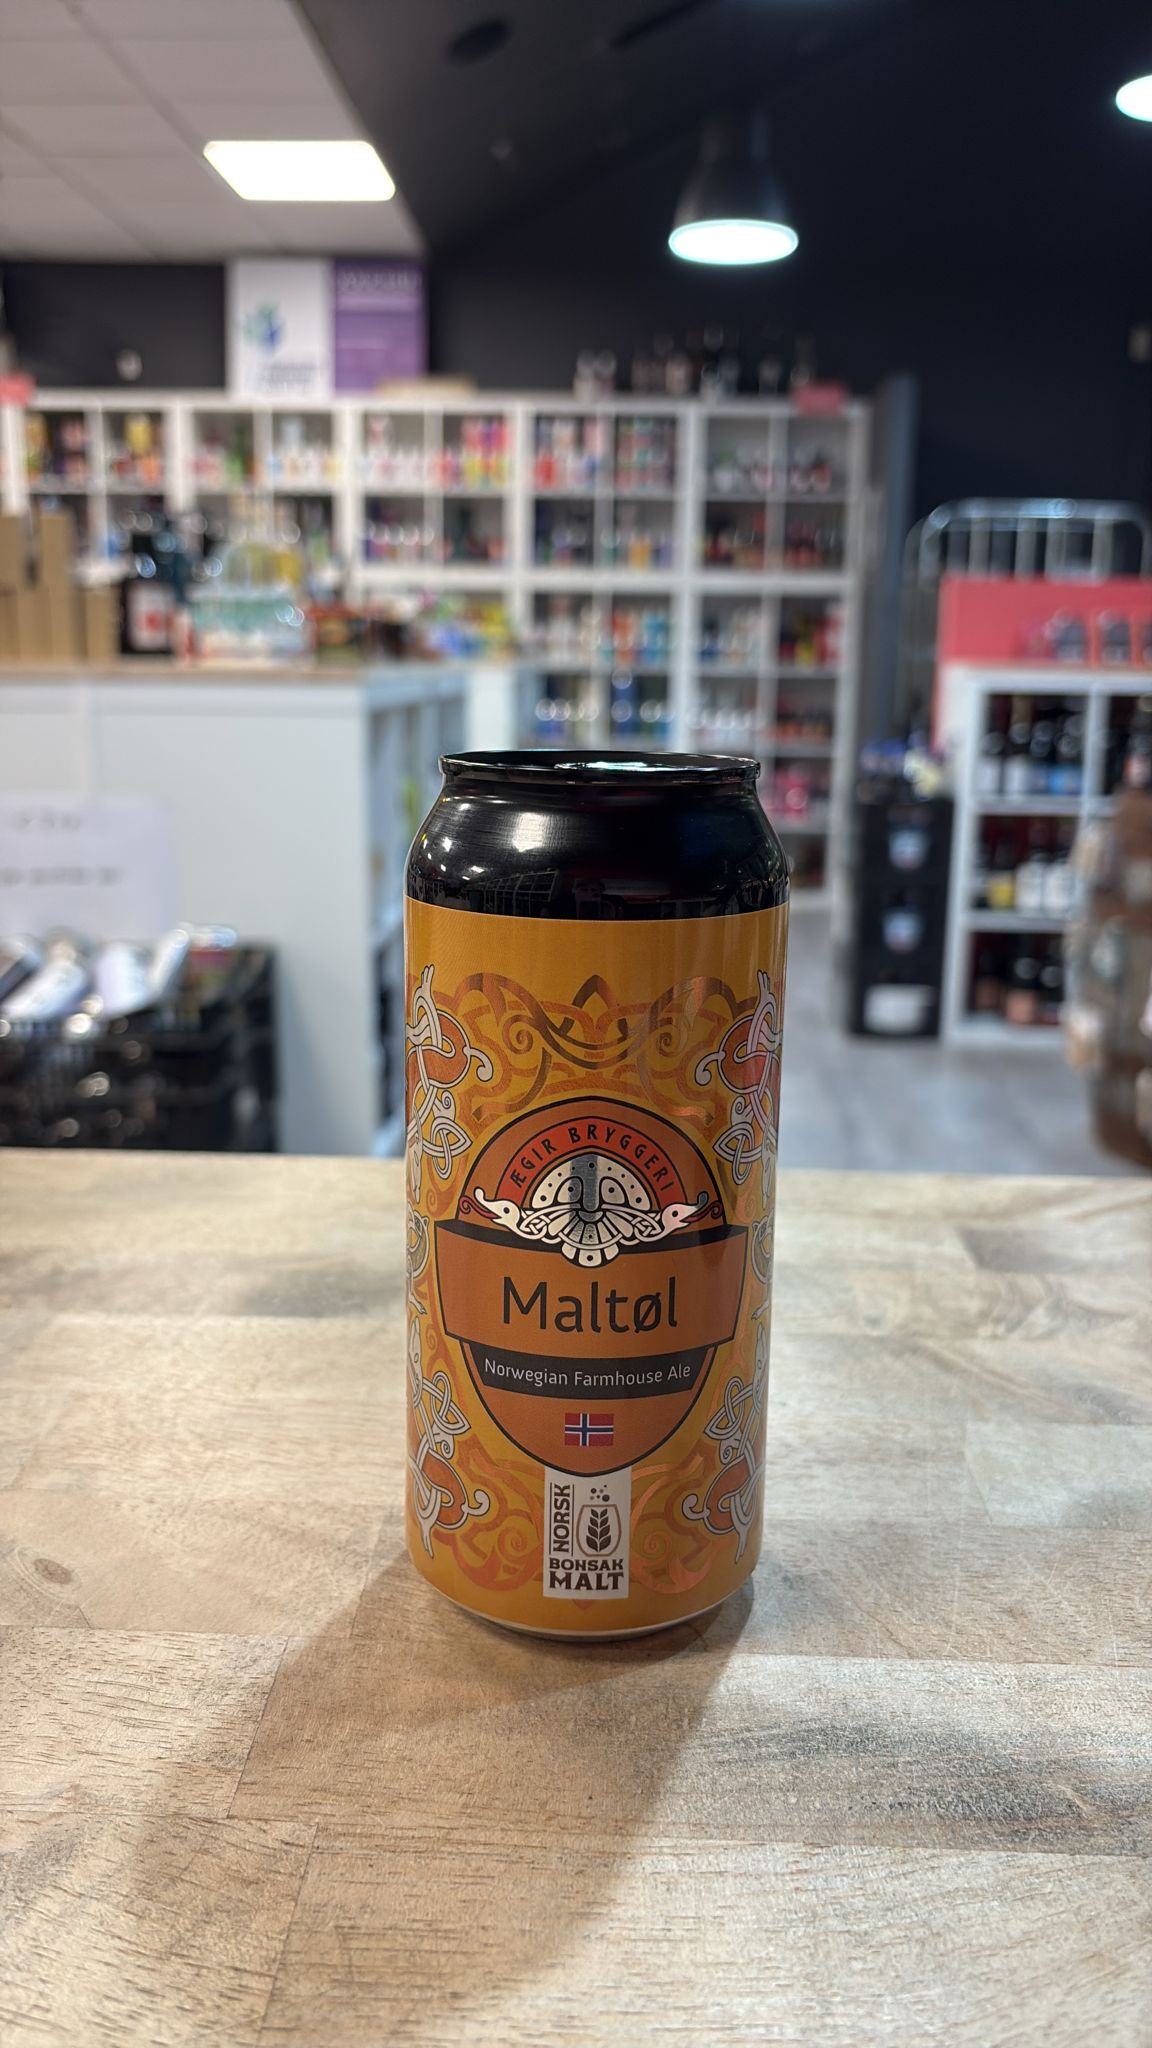 ÆGIR BRYGGERI
Maltøl
Norwegian Farmhouse Ale
NORSK
BONSAK
MALT